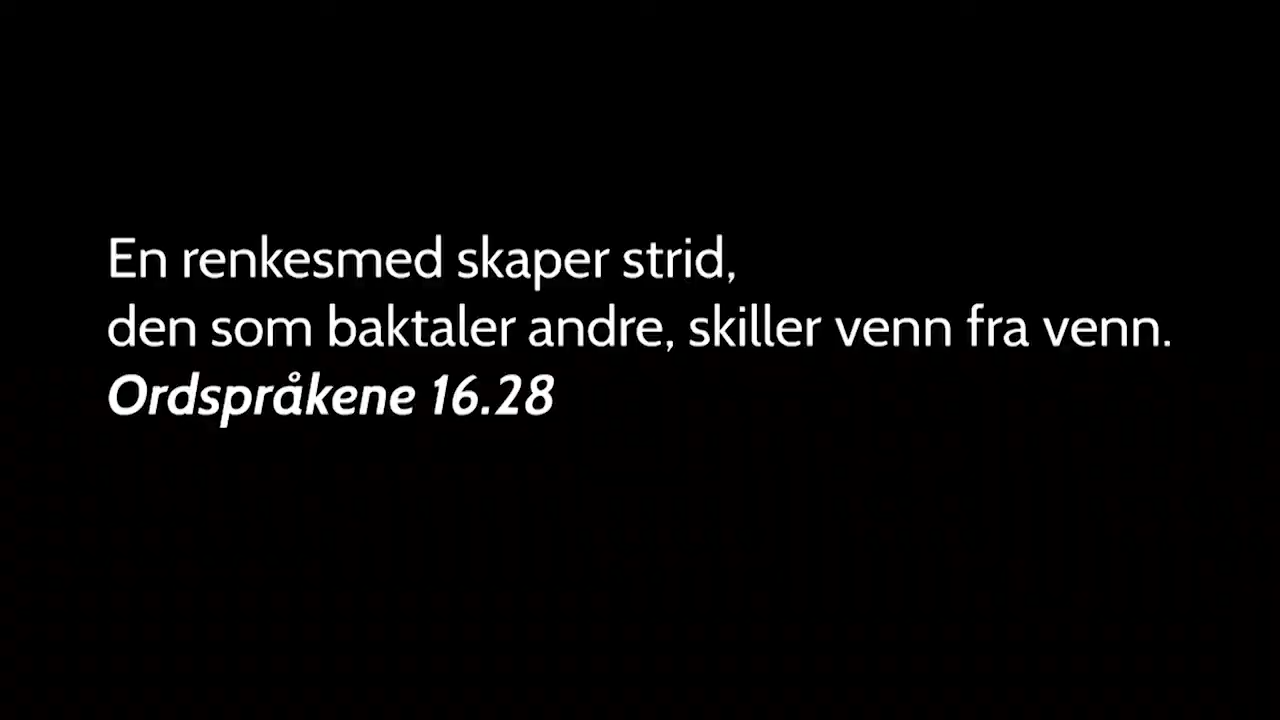 En renkesmed skaper strid,
den som baktaler andre, skiller venn fra venn.
Ordspråkene 16.28